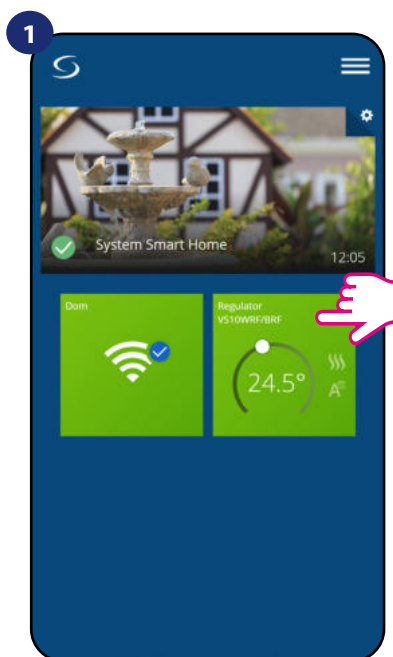 1
System Smart Home
12:05
Dom
Regulator
VS10WRF/BRF
24.5°
A